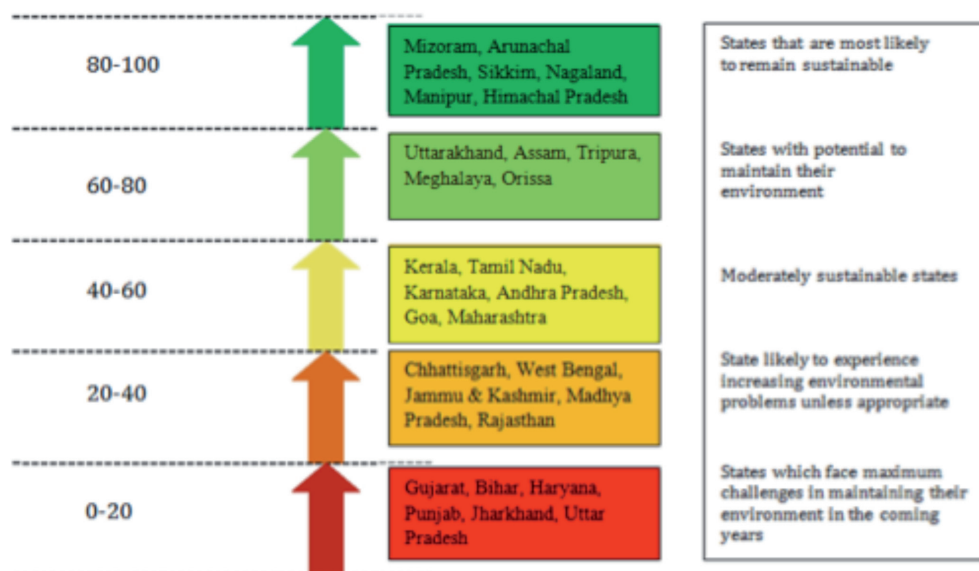 80-100
Mizoram, Arunachal
Pradesh, Sikkim, Nagaland,
Manipur, Himachal Pradesh
States that are most likely
to remain sustainable
60-80
Uttarakhand, Assam, Tripura,
Meghalaya, Orissa
States with potential to
maintain their
environment
40-60
Kerala, Tamil Nadu,
Karnataka, Andhra Pradesh,
Goa, Maharashtra
Moderately sustainable states
20-40
Chhattisgarh, West Bengal,
Jammu & Kashmir, Madhya
Pradesh, Rajasthan
State likely to experience
increasing environmental
problems unless appropriate
0-20
Gujarat, Bihar, Haryana,
Punjab, Jharkhand, Uttar
Pradesh
States which face maximum
challenges in maintaining their
environment in the coming
years